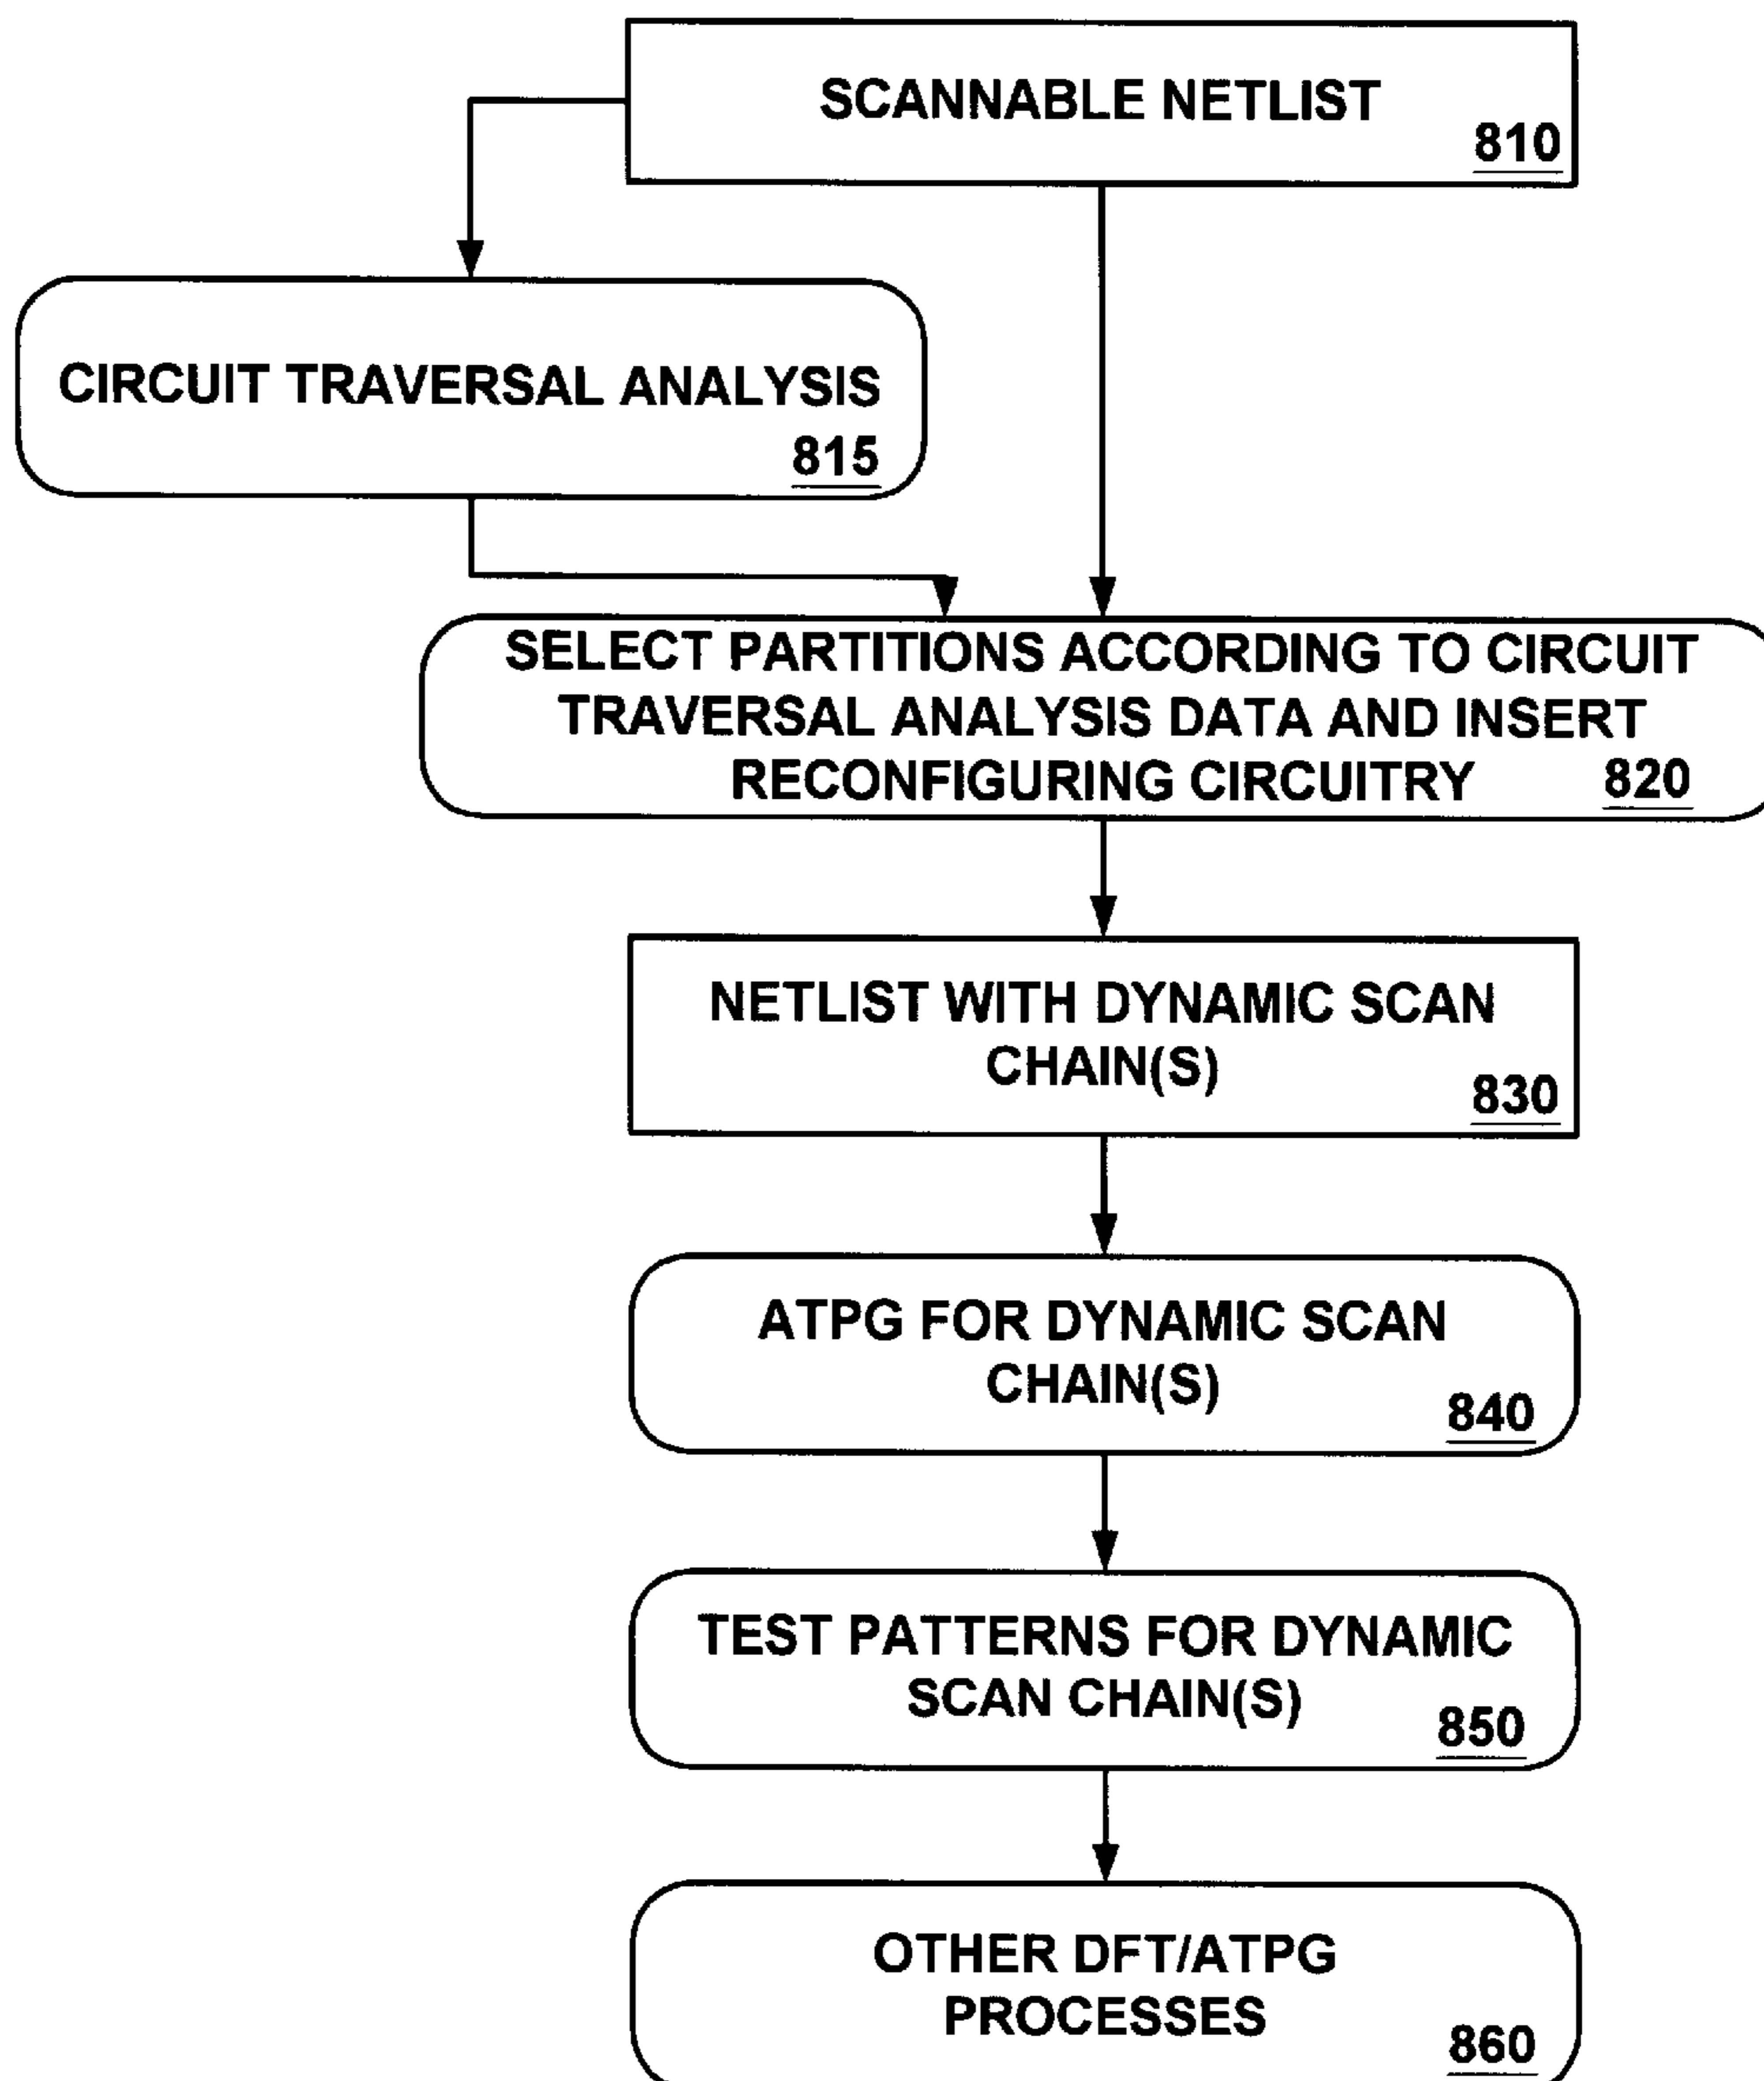 SCANNABLE NETLIST
810
CIRCUIT TRAVERSAL ANALYSIS
815
SELECT PARTITIONS ACCORDING TO CIRCUIT
TRAVERSAL ANALYSIS DATA AND INSERT
RECONFIGURING CIRCUITRY 820
NETLIST WITH DYNAMIC SCAN
CHAIN(S)
830
ATPG FOR DYNAMIC SCAN
CHAIN(S)
840
TEST PATTERNS FOR DYNAMIC
SCAN CHAIN(S)
850
OTHER DFT/ATPG
PROCESSES
860